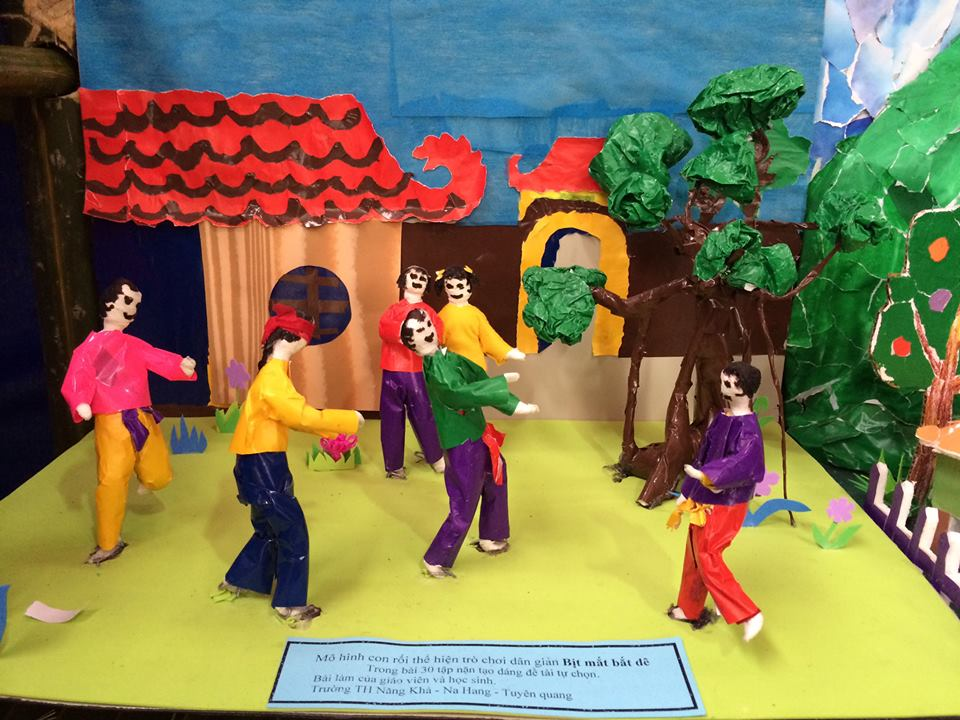 Mô hình con rối thể hiện trò chơi dân gian Bịt mắt bắt dê
Trong bài 30 tập nặn tạo dáng đề tài tự chọn.
Bài làm của giáo viên và học sinh.
Trường TH Năng Khả - Na Hang - Tuyên quang